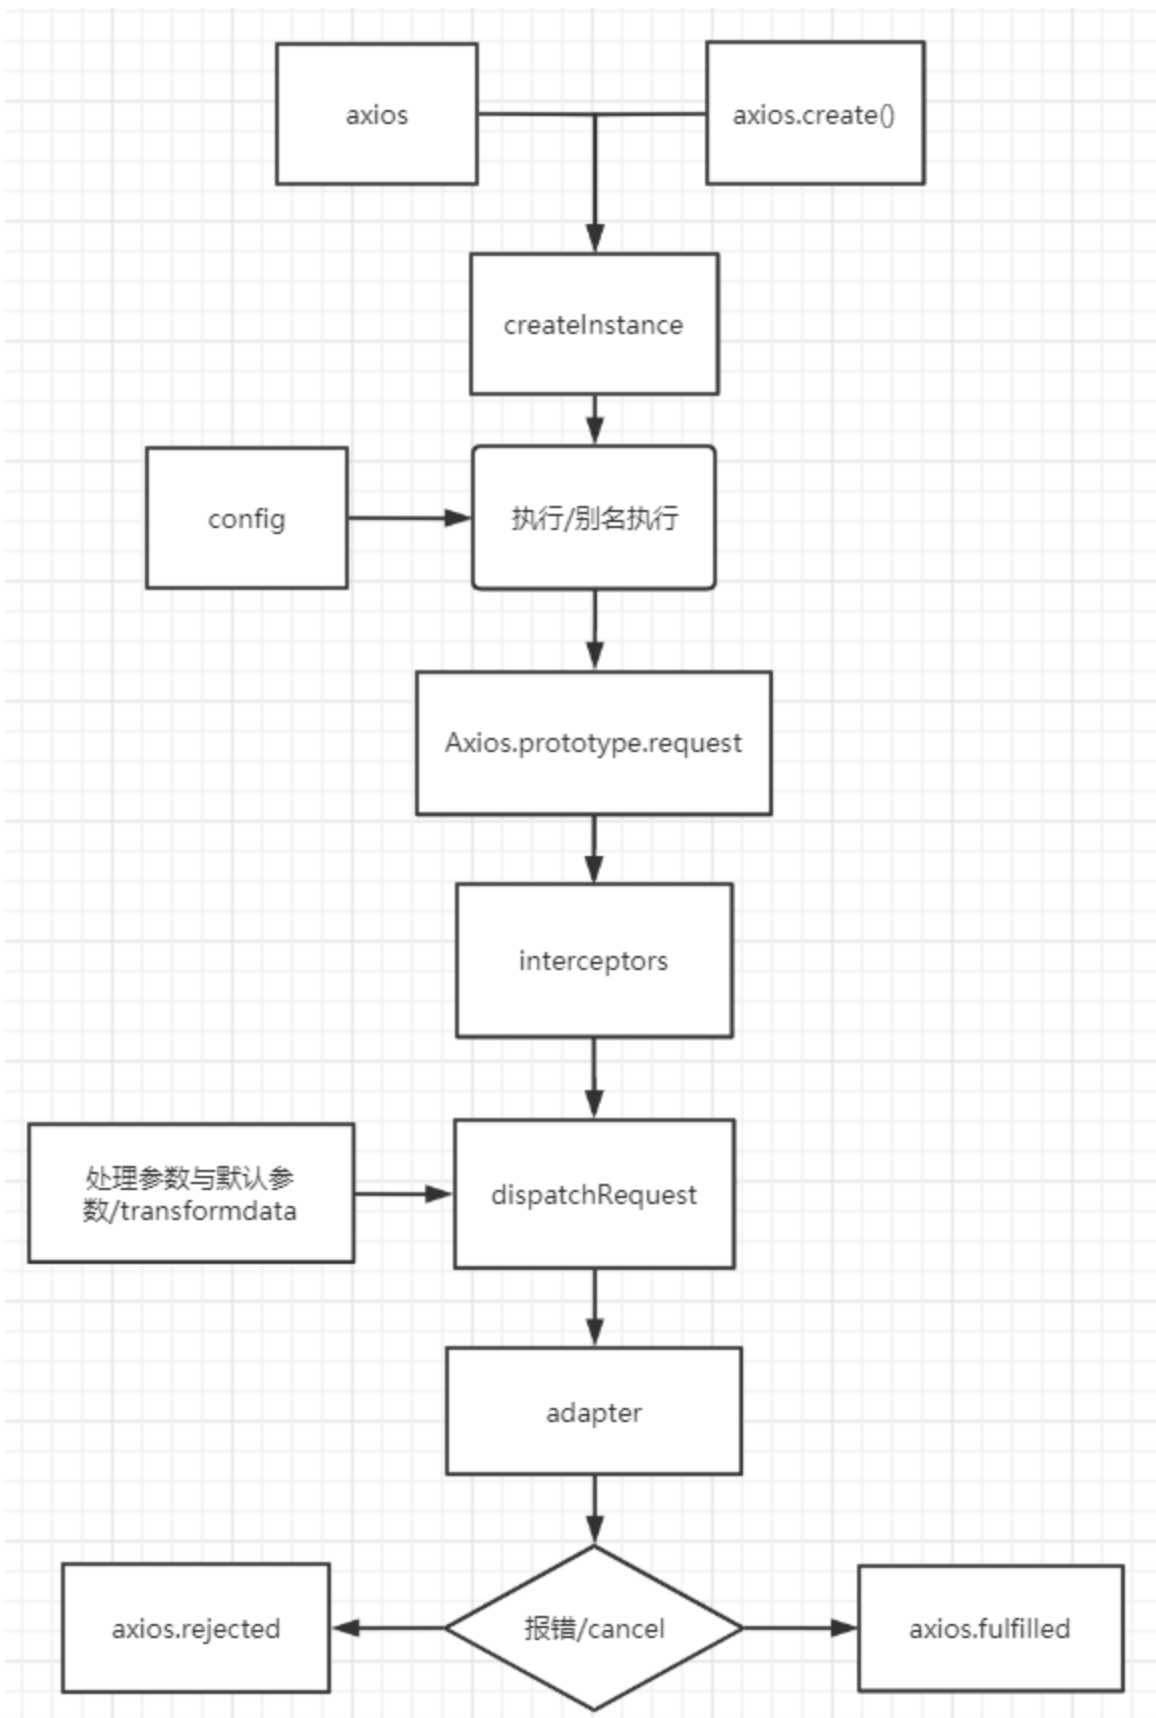 axios
axios.create()
createInstance
config
执行/别名执行
Axios.prototype.request
interceptors
处理参数与默认参
数/transformdata
dispatchRequest
adapter
axios.rejected
报错/cancel
axios.fulfilled